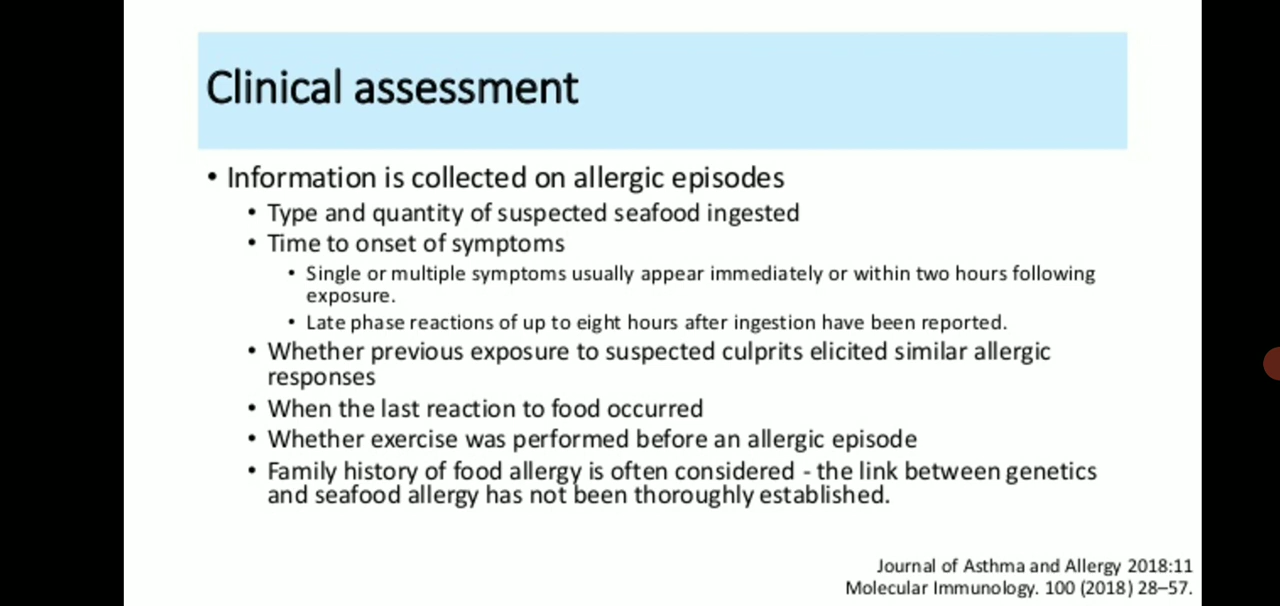 Clinical assessment
• Information is collected on allergic episodes
• Type and quantity of suspected seafood ingested
• Time to onset of symptoms
• Single or multiple symptoms usually appear immediately or within two hours following
exposure.
• Late phase reactions of up to eight hours after ingestion have been reported.
• Whether previous exposure to suspected culprits elicited similar allergic
responses
• When the last reaction to food occurred
• Whether exercise was performed before an allergic episode
• Family history of food allergy is often considered - the link between genetics
and seafood allergy has not been thoroughly established.
Journal of Asthma and Allergy 2018:11
Molecular Immunology. 100 (2018) 28–57.